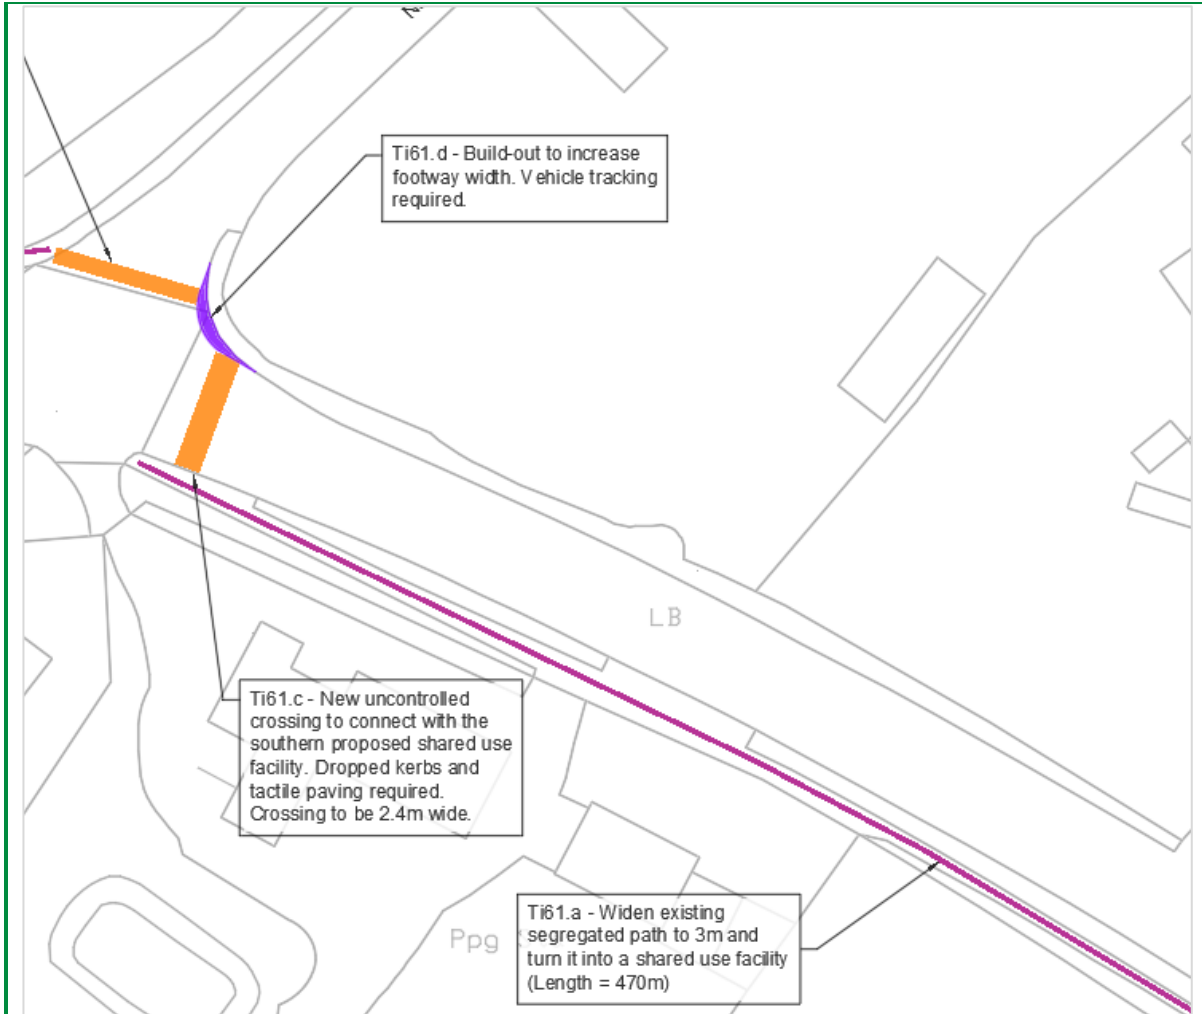 Ti61.d - Build-out to increase
footway width. Vehicle tracking
required.
LB
Ti61.c - New uncontrolled
crossing to connect with the
southern proposed shared use
facility. Dropped kerbs and
tactile paving required.
Crossing to be 2.4m wide.
Ti61.a - Widen existing
segregated path to 3m and
turn it into a shared use facility
(Length = 470m)
Ppg